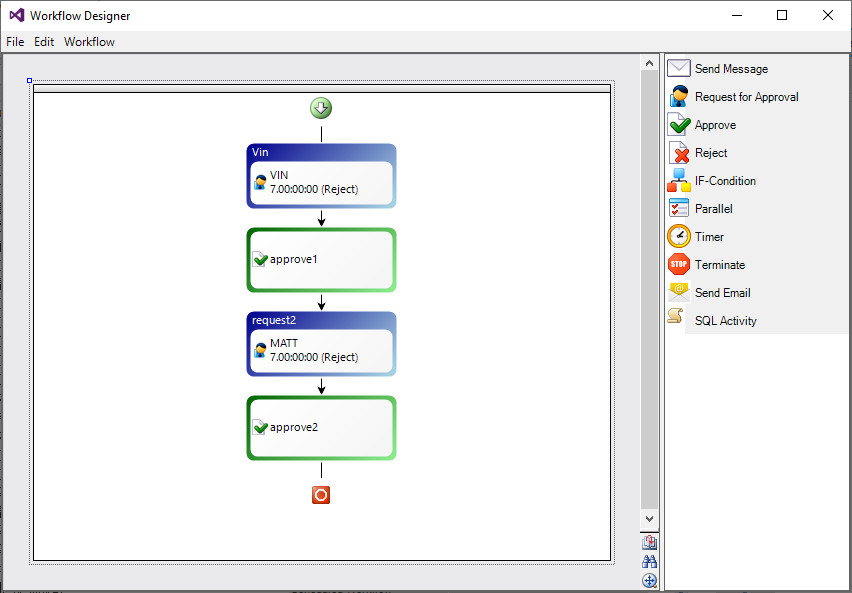 Workflow Designer
File Edit Workflow
Vin
VIN
7.00:00:00 (Reject)
approve1
request2
MATT
7.00:00:00 (Reject)
approve2
Send Message
Request for Approval
Approve
Reject
IF-Condition
Parallel
Timer
STOP Terminate
Send Email
SQL Activity